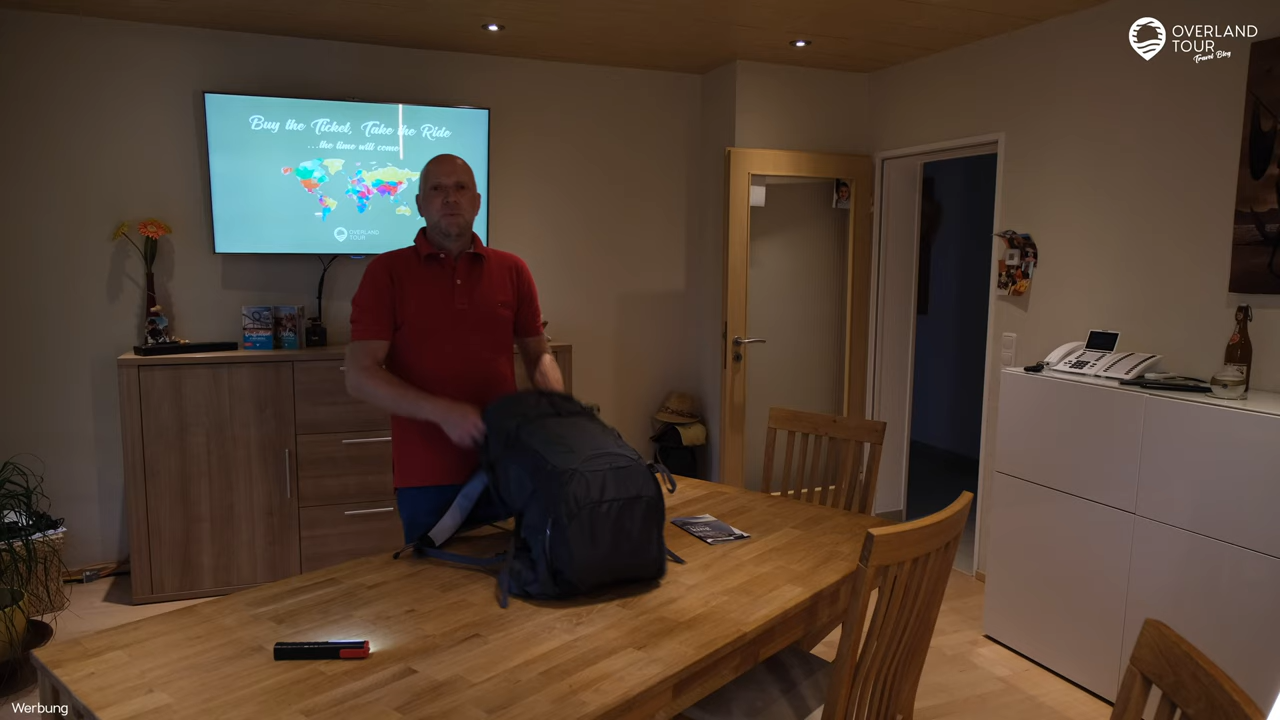 OVERLAND
TOUR
Travel Blog
Buy the Ticket, Take the Ride
...the time will come
OVERLAND
TOUR
Werbung